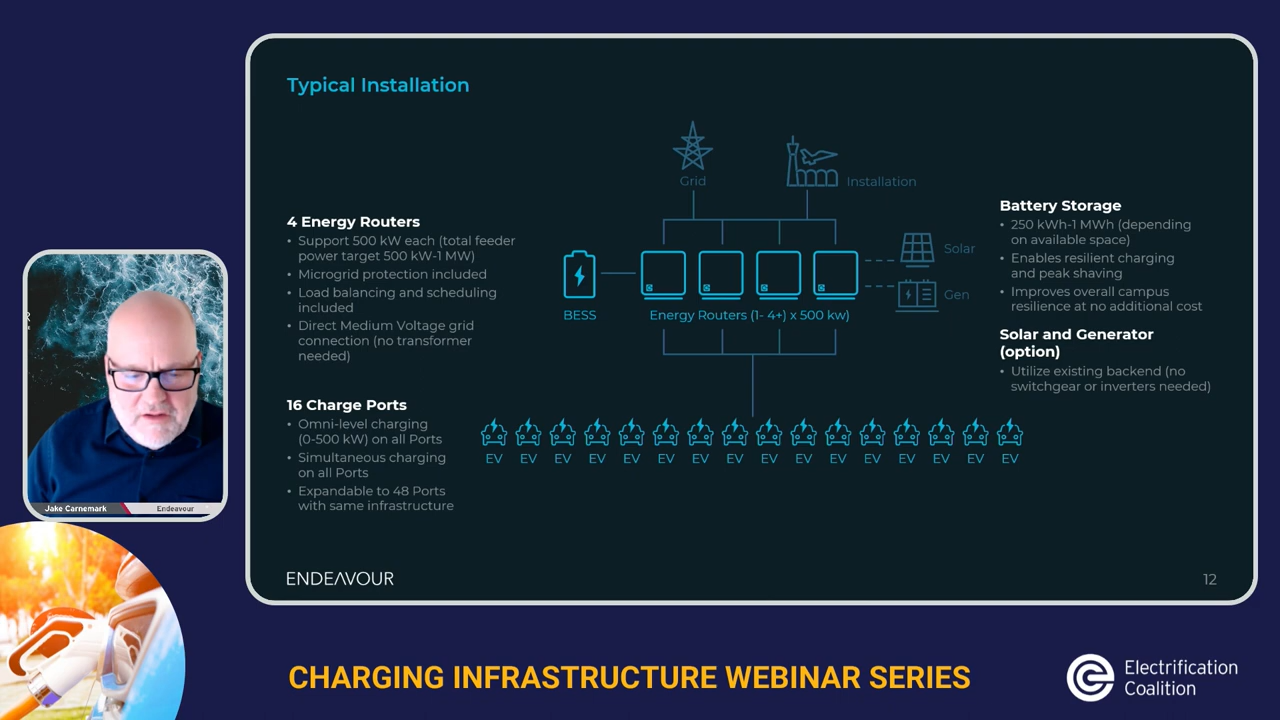 Typical Installation
Grid
Installation
4 Energy Routers
• Support 500 kW each (total feeder
power target 500 kW-1 MW)
• Microgrid protection included
• Load balancing and scheduling
included
• Direct Medium Voltage grid
connection (no transformer
needed)
16 Charge Ports
• Omni-level charging
(0-500 kW) on all Ports
• Simultaneous charging
on all Ports
• Expandable to 48 Ports
with same infrastructure
BESS
Energy Routers (1- 4+) x 500 kw)
Solar
Gen
EV EV EV EV EV EV EV EV EV EV EV EV EV EV EV EV
Battery Storage
• 250 kWh-1 MWh (depending
on available space)
• Enables resilient charging
and peak shaving
• Improves overall campus
resilience at no additional cost
Solar and Generator
(option)
• Utilize existing backend (no
switchgear or inverters needed)
ENDEAVOUR
12
Jake Carnemark
Endeavour
CHARGING INFRASTRUCTURE WEBINAR SERIES
Electrification
Coalition